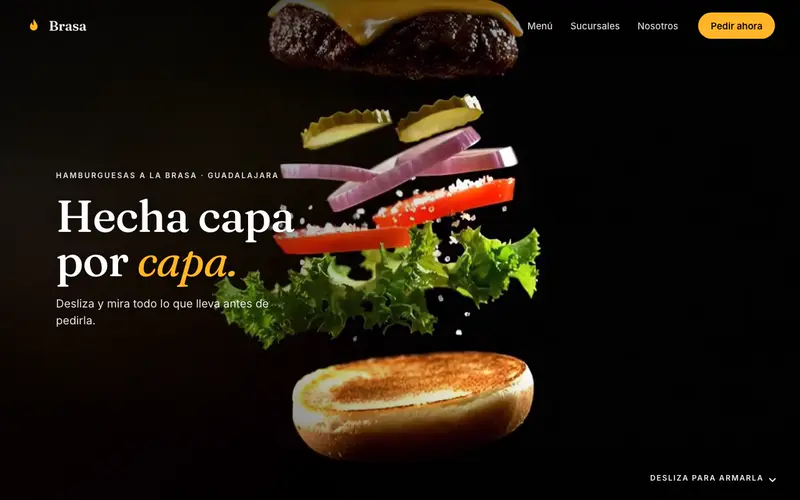 Brasa
Menú
Sucursales
Nosotros
Pedir ahora
HAMBURGUESAS A LA BRASA · GUADALAJARA
Hecha capa
por capa.
Desliza y mira todo lo que lleva antes de
pedirla.
DESLIZA PARA ARMARLA